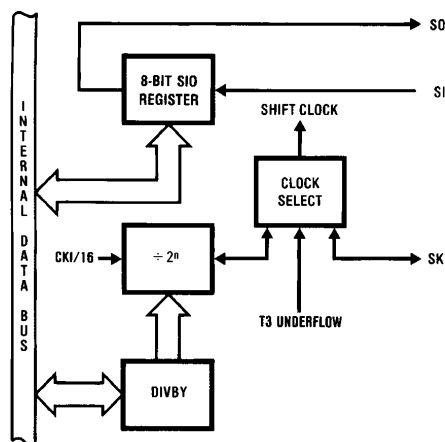 SO
8-BIT SIO
REGISTER
SI
SHIFT CLOCK
INTERNAL DATA BUS
CLOCK
SELECT
CKI/16
÷ 2ⁿ
SK
T3 UNDERFLOW
DIVBY